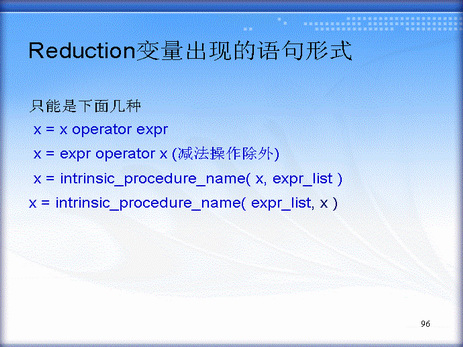 Reduction变量出现的语句形式
只能是下面几种
x = x operator expr
x = expr operator x (减法操作除外)
x = intrinsic_procedure_name( x, expr_list )
x = intrinsic_procedure_name( expr_list, x )
96